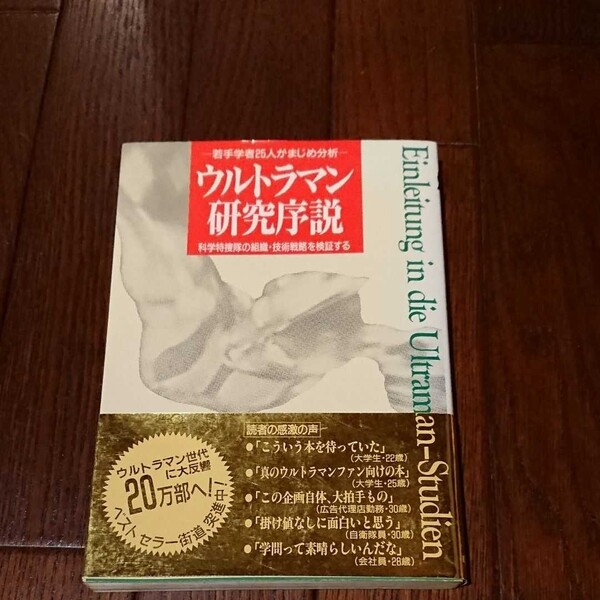 ─若手学者25人がまじめ分析─
ウルトラマン
研究序説
科学特捜隊の組織・技術戦略を検証する
Einleitung in die Ultraman-Studien
ウルトラマン世代
に大反響
20万部へ!
ベストセラー街道突進中!
読者の感激の声─
●「こういう本を待っていた」
(大学生・22歳)
●「真のウルトラマンファン向けの本」
(大学生・25歳)
●「この企画自体、大拍手もの」
(広告代理店勤務・30歳)
●「掛け値なしに面白いと思う」
(自衛隊員・30歳)
●「学問って素晴らしいんだな」
(会社員・28歳)